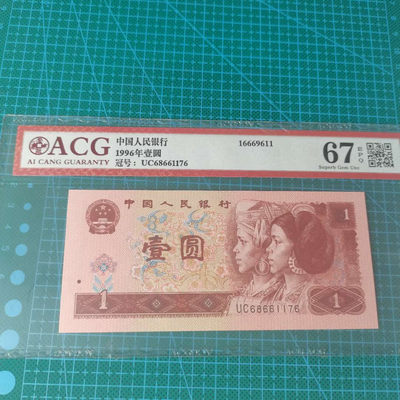 ACG
AI CANG GUARANTY
中国人民银行
1996年壹圆
冠号: UC68661176
16669611
67 EPQ
Superb Gem Unc
中国人民银行
1
壹圆
1
1
UC68661176